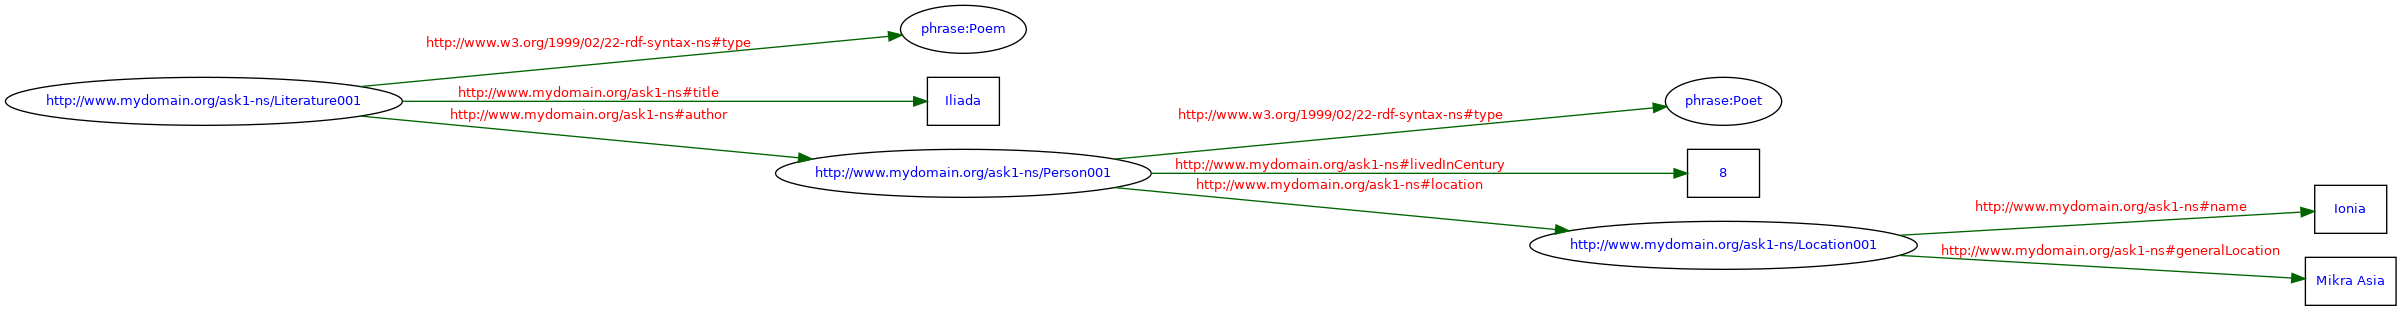 phrase:Poem
http://www.w3.org/1999/02/22-rdf-syntax-ns#type
http://www.mydomain.org/ask1-ns/Literature001
http://www.mydomain.org/ask1-ns#title
Iliada
http://www.mydomain.org/ask1-ns#author
phrase:Poet
http://www.w3.org/1999/02/22-rdf-syntax-ns#type
http://www.mydomain.org/ask1-ns/Person001
http://www.mydomain.org/ask1-ns#livedInCentury
8
http://www.mydomain.org/ask1-ns#location
http://www.mydomain.org/ask1-ns/Location001
http://www.mydomain.org/ask1-ns#name
Ionia
http://www.mydomain.org/ask1-ns#generalLocation
Mikra Asia